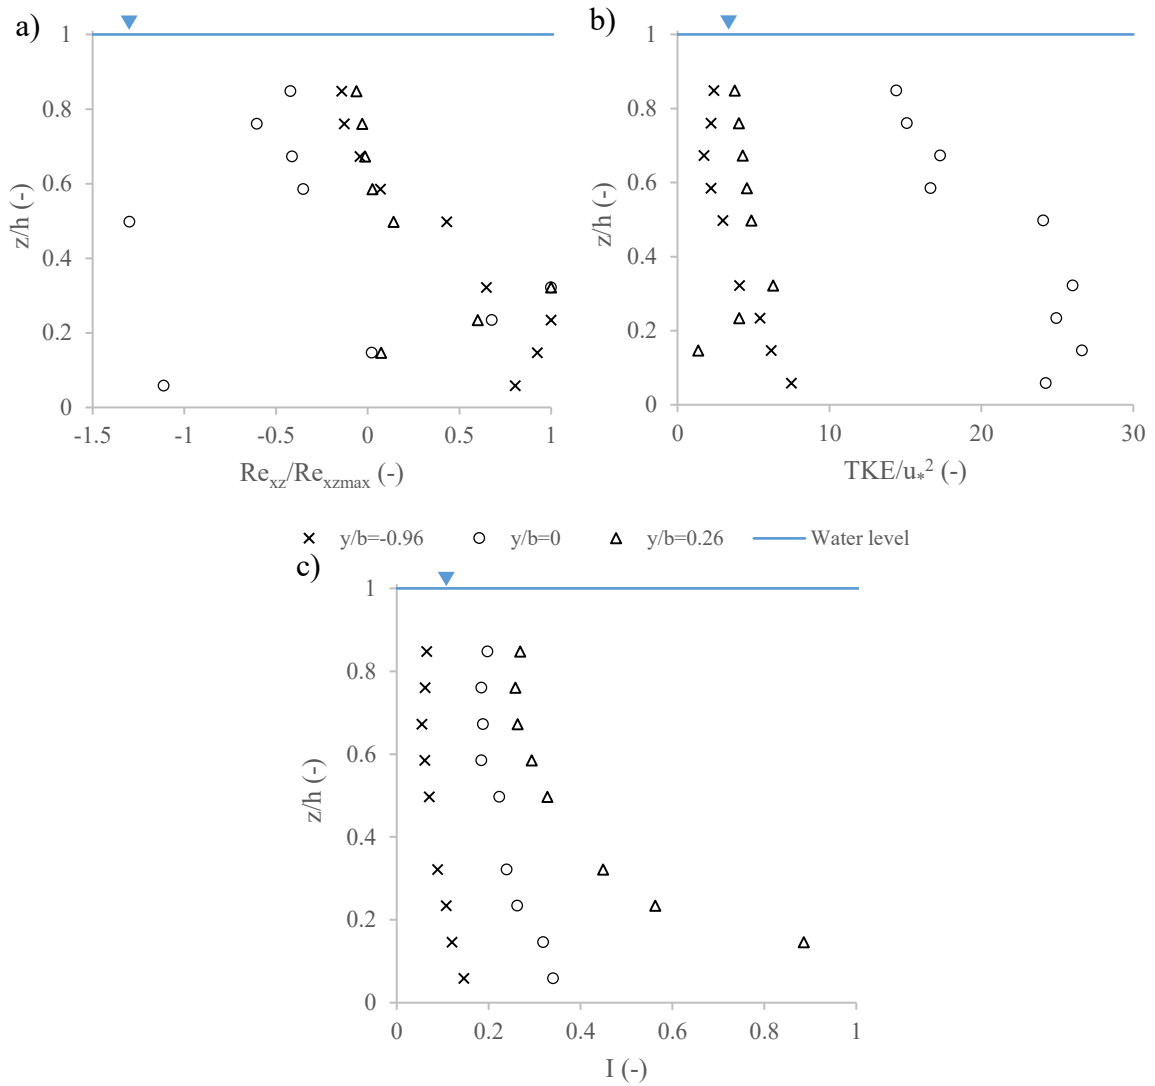 a)
1
0.8
0.6
0.4
0.2
0
z/h (-)
-1.5 -1 -0.5 0 0.5 1
Re_xz/Re_xzmax (-)
b)
1
0.8
0.6
0.4
0.2
0
z/h (-)
0 10 20 30
TKE/u*² (-)
y/b=-0.96 y/b=0 y/b=0.26 Water level
c)
1
0.8
0.6
0.4
0.2
0
z/h (-)
0 0.2 0.4 0.6 0.8 1
I (-)